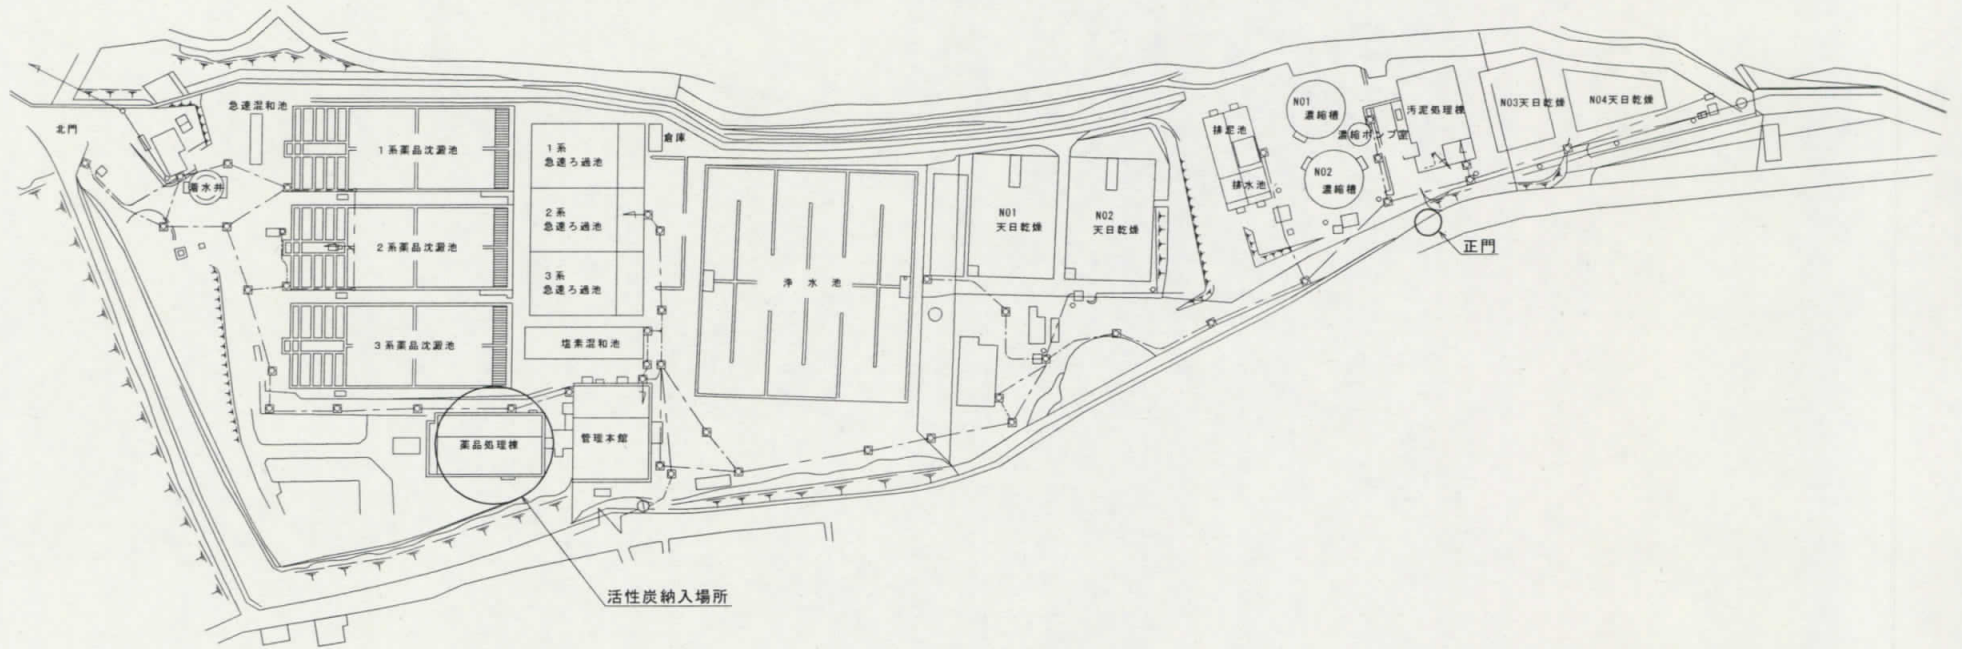 北門
急速混和池
着水井
1系薬品沈澱池
2系薬品沈澱池
3系薬品沈澱池
1系
急速ろ過池
2系
急速ろ過池
3系
急速ろ過池
倉庫
塩素混和池
薬品処理棟
管理本館
活性炭納入場所
浄水池
N01
天日乾燥
N02
天日乾燥
排泥池
排水池
N01
濃縮槽
濃縮ポンプ室
N02
濃縮槽
汚泥処理棟
N03天日乾燥
N04天日乾燥
正門